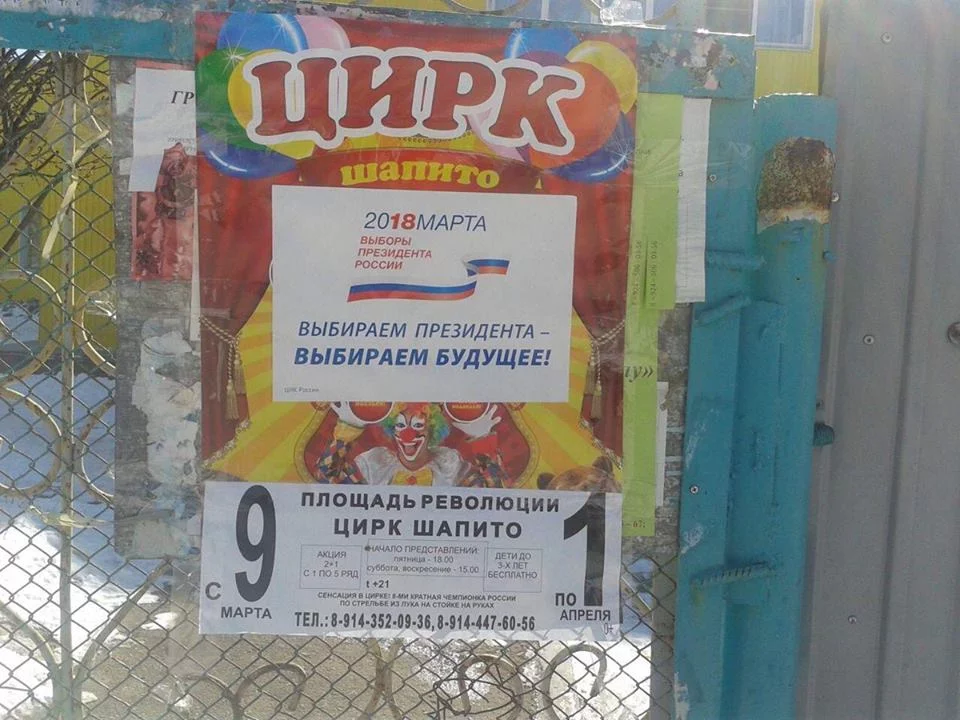 ГР
ЦИРК
шапито
2018МАРТА
ВЫБОРЫ
ПРЕЗИДЕНТА
РОССИИ
ВЫБИРАЕМ ПРЕЗИДЕНТА –
ВЫБИРАЕМ БУДУЩЕЕ!
ЦИК России
ПЛОЩАДЬ РЕВОЛЮЦИИ
ЦИРК ШАПИТО
С 9 МАРТА
АКЦИЯ
2+1
С 1 ПО 5 РЯД
НАЧАЛО ПРЕДСТАВЛЕНИЙ:
пятница - 18.00
суббота, воскресение - 15.00
t +21
ДЕТИ ДО
3-Х ЛЕТ
БЕСПЛАТНО
ПО 1 АПРЕЛЯ
СЕНСАЦИЯ В ЦИРКЕ! 8-МИ КРАТНАЯ ЧЕМПИОНКА РОССИИ
ПО СТРЕЛЬБЕ ИЗ ЛУКА НА СТОЙКЕ НА РУКАХ
ТЕЛ.: 8-914-352-09-36, 8-914-447-60-56
0+